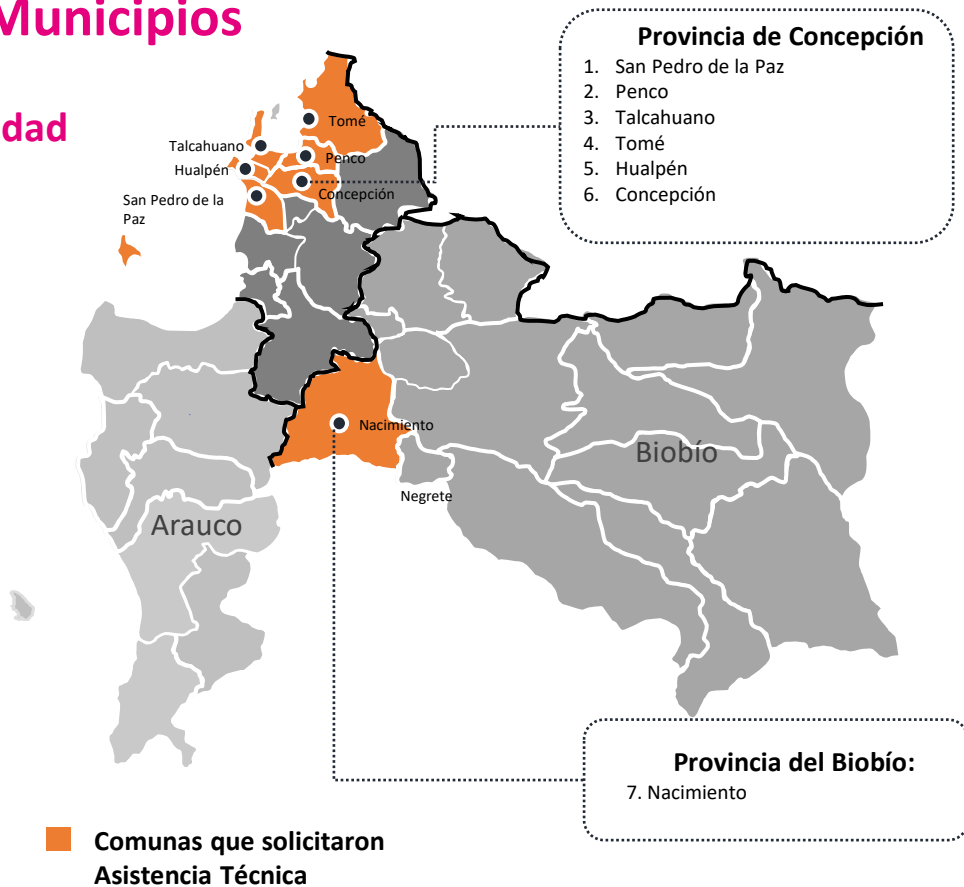 Municipios
dad
Provincia de Concepción
1. San Pedro de la Paz
2. Penco
3. Talcahuano
4. Tomé
5. Hualpén
6. Concepción
Tomé
Talcahuano
Penco
Hualpén
Concepción
San Pedro de la
Paz
Nacimiento
Biobío
Negrete
Arauco
Provincia del Biobío:
7. Nacimiento
Comunas que solicitaron
Asistencia Técnica